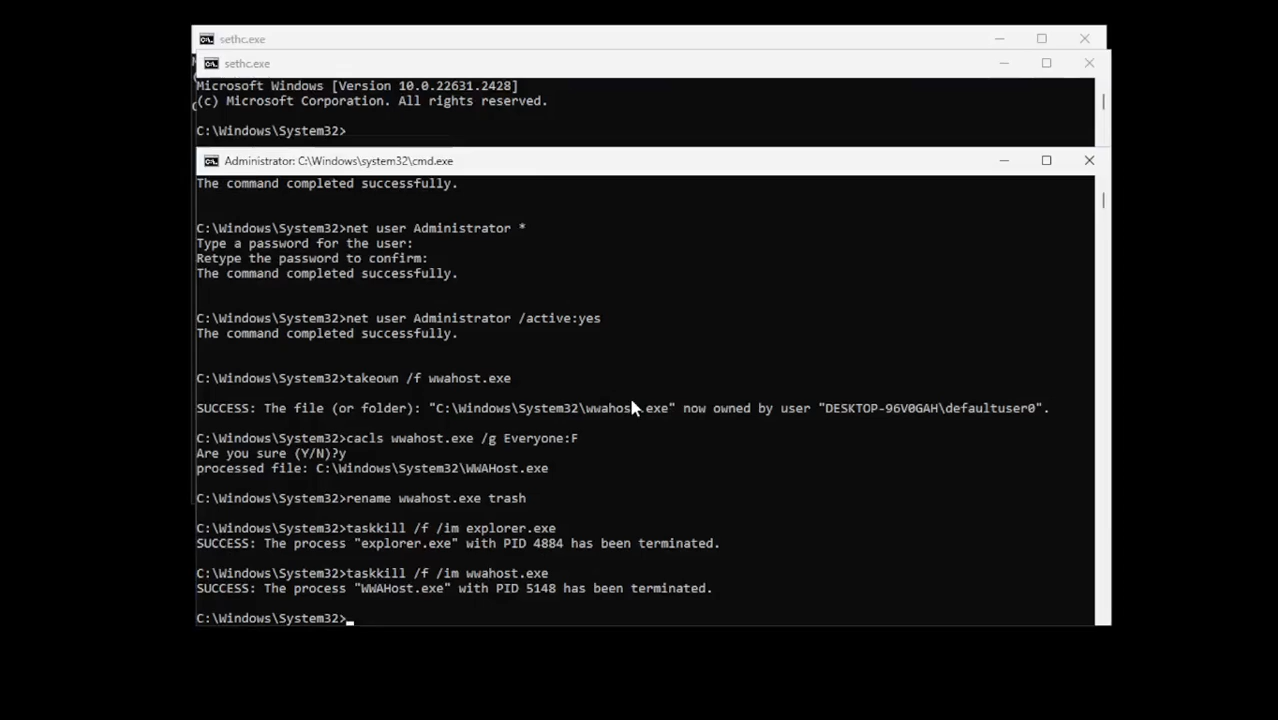 sethc.exe
sethc.exe
Microsoft Windows [Version 10.0.22631.2428]
(c) Microsoft Corporation. All rights reserved.
C:\Windows\System32>
Administrator: C:\Windows\system32\cmd.exe
The command completed successfully.
C:\Windows\System32>net user Administrator *
Type a password for the user:
Retype the password to confirm:
The command completed successfully.
C:\Windows\System32>net user Administrator /active:yes
The command completed successfully.
C:\Windows\System32>takeown /f wwahost.exe
SUCCESS: The file (or folder): "C:\Windows\System32\wwahost.exe" now owned by user "DESKTOP-96V0GAH\defaultuser0".
C:\Windows\System32>cacls wwahost.exe /g Everyone:F
Are you sure (Y/N)?y
processed file: C:\Windows\System32\WWAHost.exe
C:\Windows\System32>rename wwahost.exe trash
C:\Windows\System32>taskkill /f /im explorer.exe
SUCCESS: The process "explorer.exe" with PID 4884 has been terminated.
C:\Windows\System32>taskkill /f /im wwahost.exe
SUCCESS: The process "WWAHost.exe" with PID 5148 has been terminated.
C:\Windows\System32>